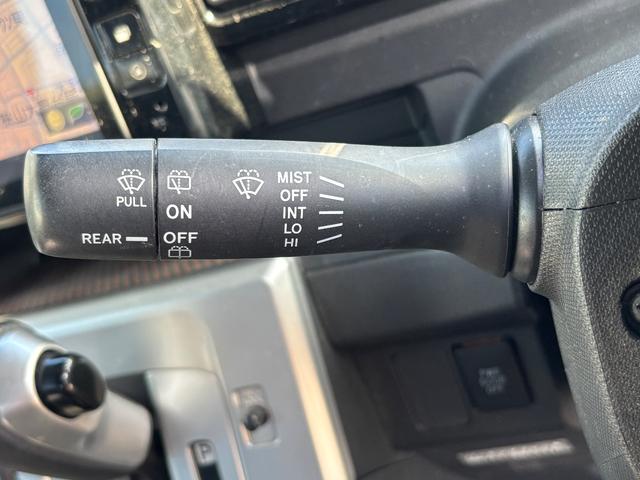 PULL
REAR
ON
OFF
MIST
OFF
INT
LO
HI
P